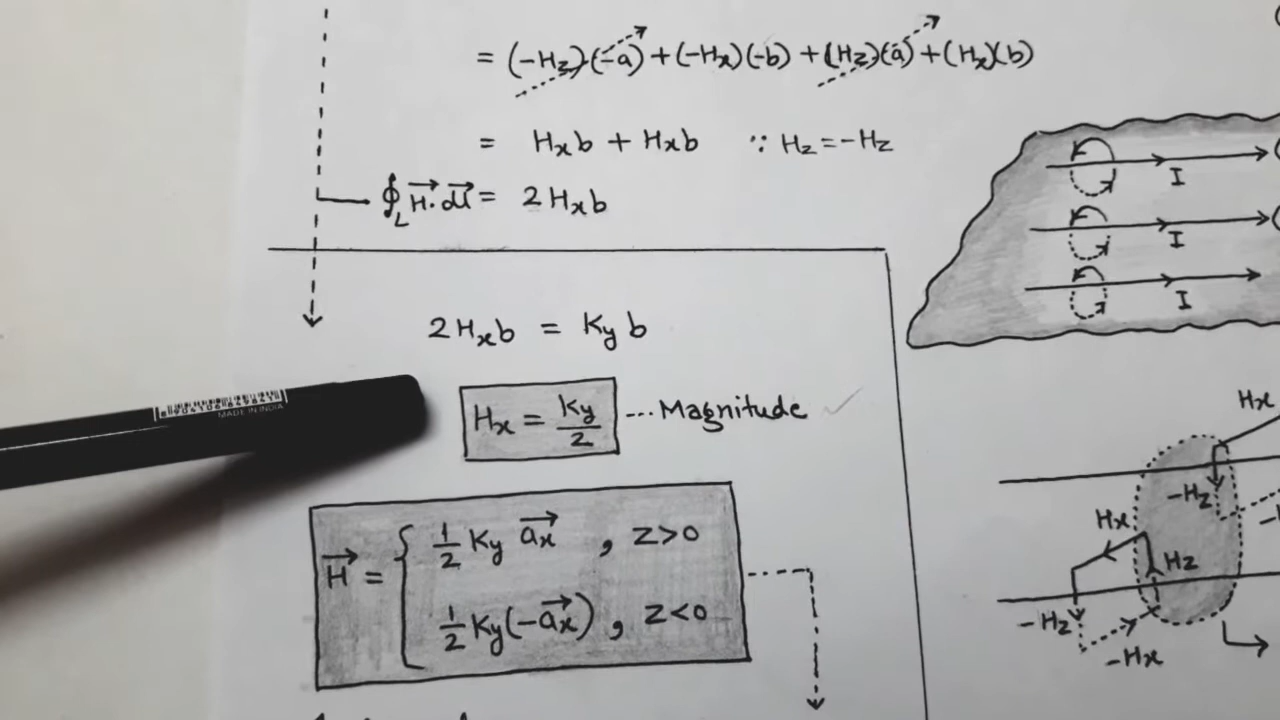 = (-Hz)(-a) + (-Hx)(-b) + (Hz)(a) + (Hx)(b)
= Hxb + Hxb ∵ Hz = -Hz
∮L H⃗·dl⃗ = 2Hxb
2Hxb = Ky b
Hx = Ky/2 ---Magnitude
H⃗ = { 1/2 Ky a⃗x , z>0
1/2 Ky(-a⃗x) , z<0
8904106849841
MADE IN INDIA
I
I
I
Hx
-Hz
Hx
Hz
-Hz
-Hx